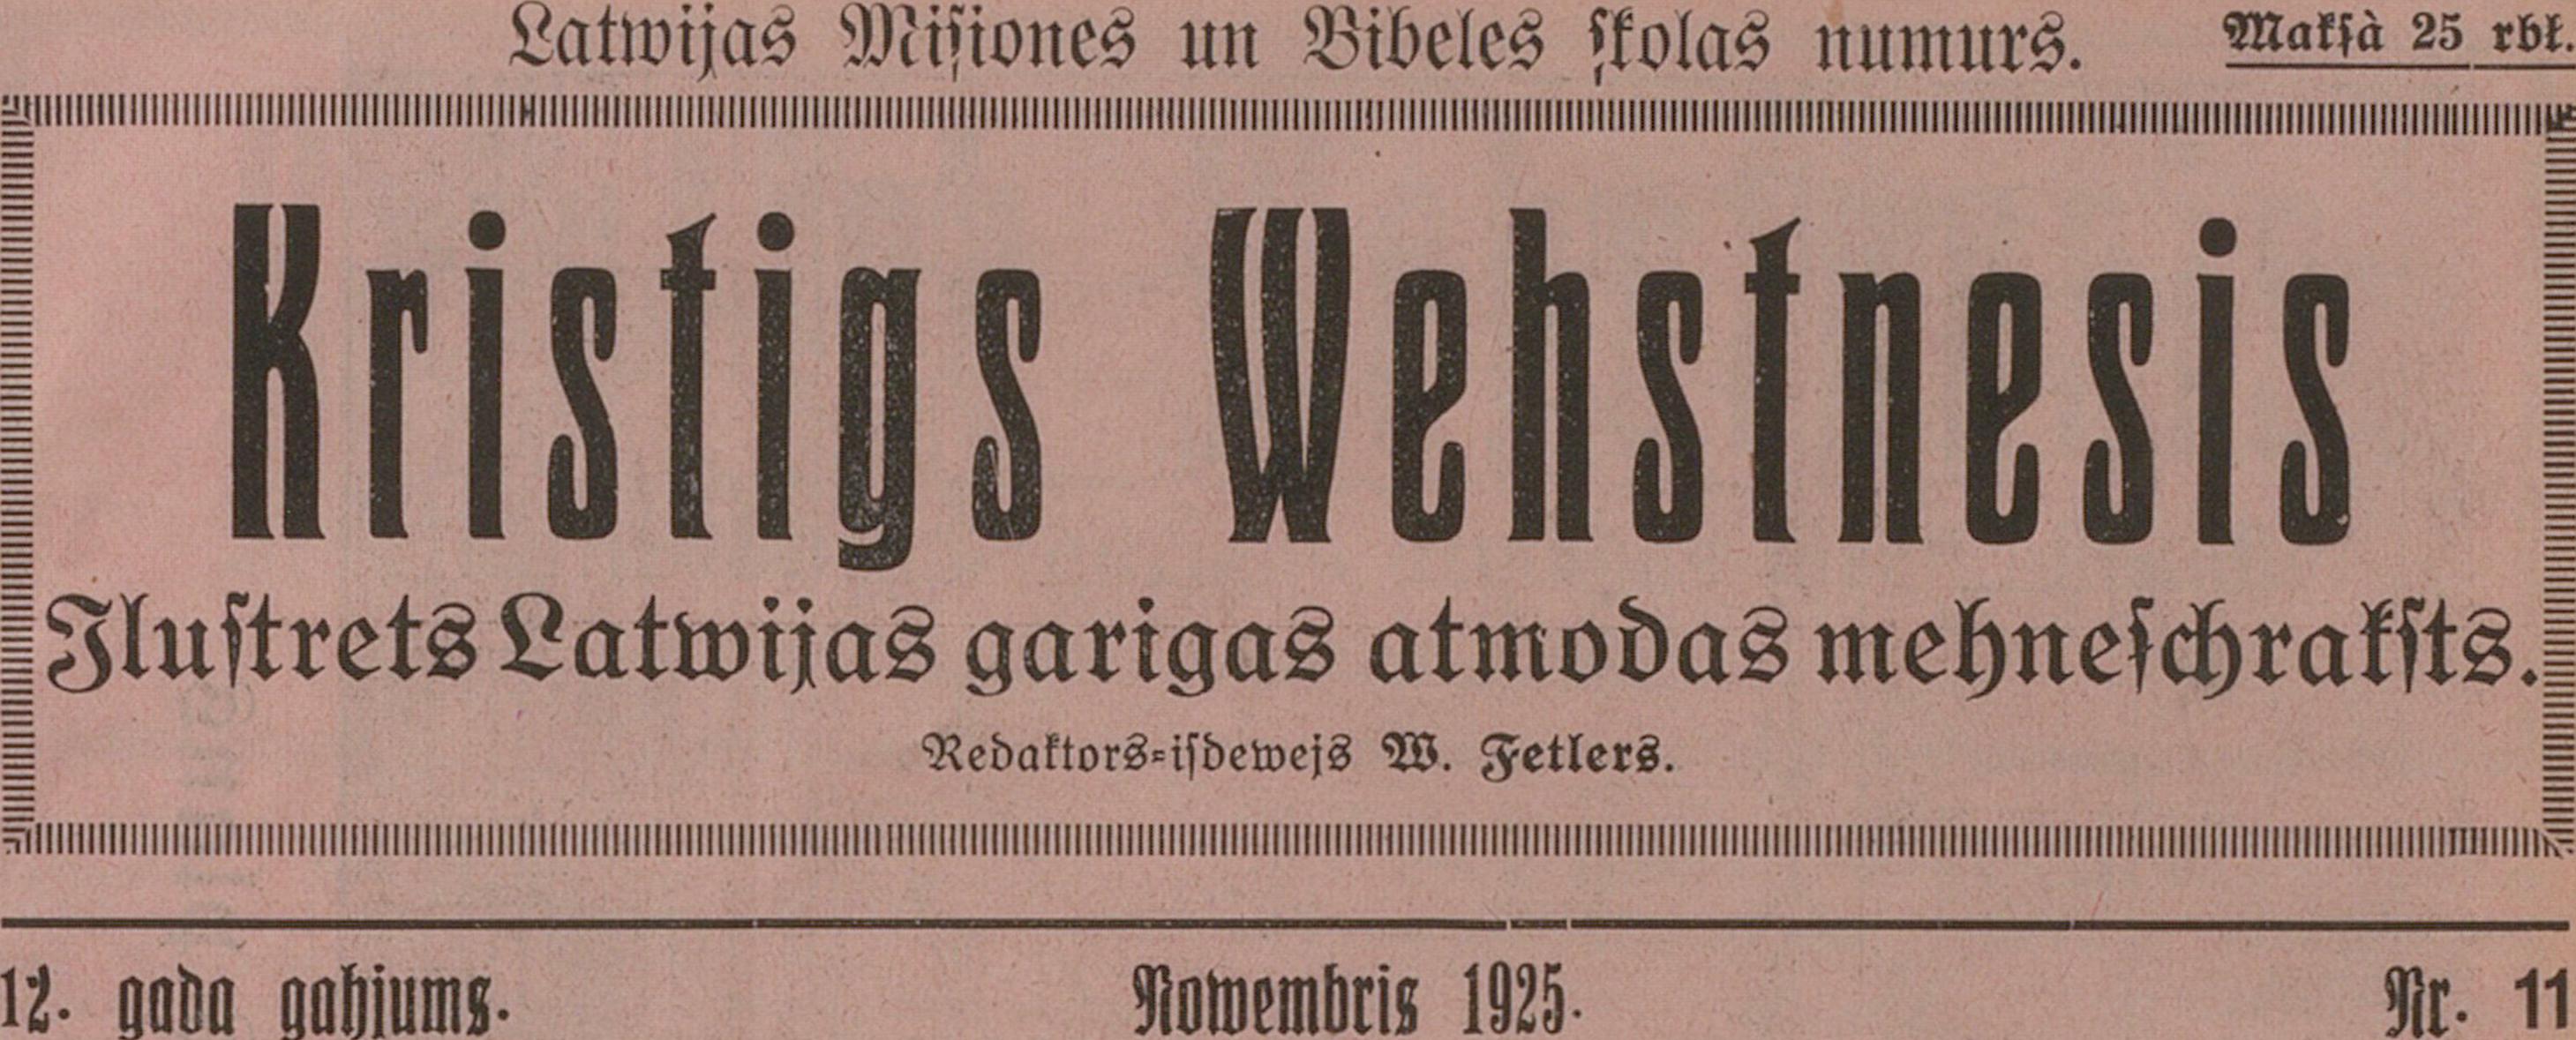 Latwijas Miſiones un Bibeles ſkolas numurs. Makſà 25 rbł.
Kristigs Wehstnesis
Iluſtrets Latwijas garigas atmodas mehneſchrakſts.
Redaktors-iſdewejs W. Fetlers.
12. gada gahjums. Nowembris 1925. Nr. 11